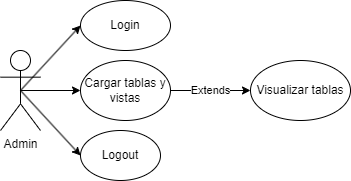 Login
Cargar tablas y
vistas
Extends
Visualizar tablas
Admin
Logout